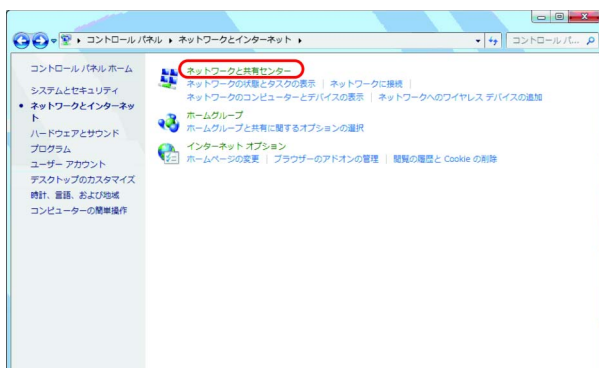 コントロール パネル ▸ ネットワークとインターネット ▸
コントロール パ...
コントロール パネル ホーム
システムとセキュリティ
ネットワークとインターネッ
ト
ハードウェアとサウンド
プログラム
ユーザー アカウント
デスクトップのカスタマイズ
時計、言語、および地域
コンピューターの簡単操作
ネットワークと共有センター
ネットワークの状態とタスクの表示 | ネットワークに接続 |
ネットワークのコンピューターとデバイスの表示 | ネットワークへのワイヤレス デバイスの追加
ホームグループ
ホームグループと共有に関するオプションの選択
インターネット オプション
ホームページの変更 | ブラウザーのアドオンの管理 | 閲覧の履歴と Cookie の削除